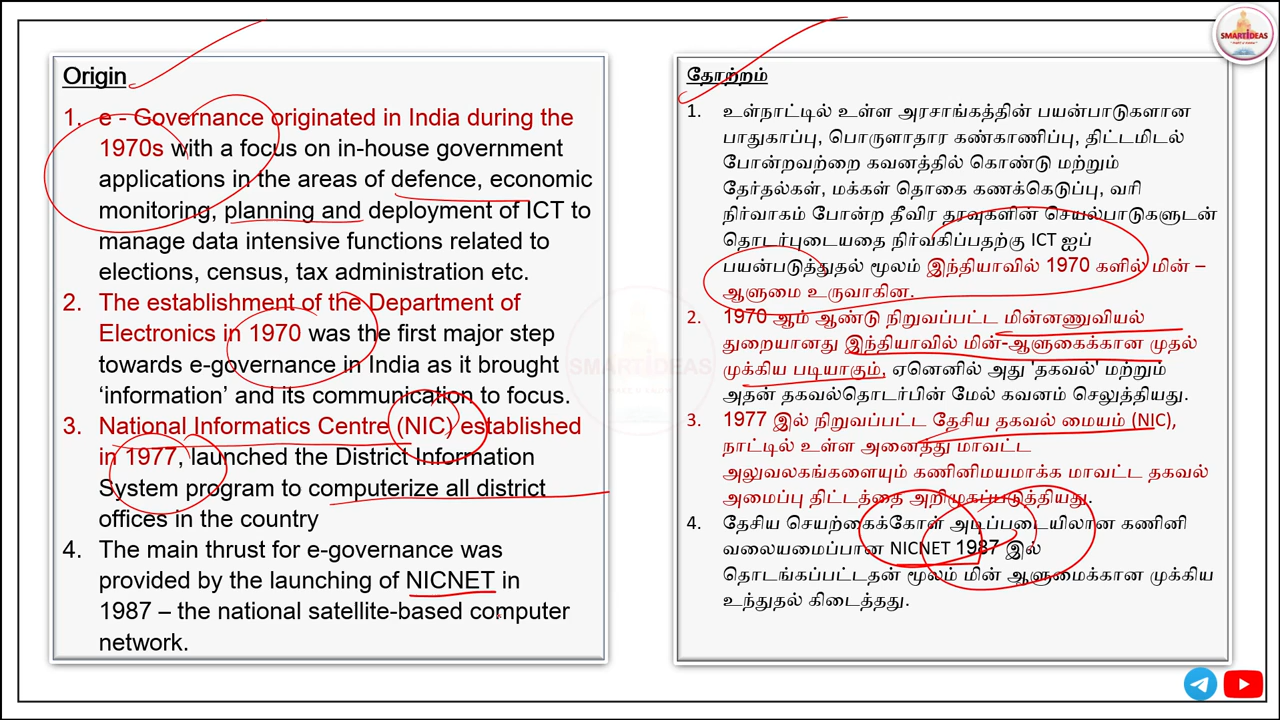 SMARTIDEAS
Origin
1. e - Governance originated in India during the
1970s with a focus on in-house government
applications in the areas of defence, economic
monitoring, planning and deployment of ICT to
manage data intensive functions related to
elections, census, tax administration etc.
2. The establishment of the Department of
Electronics in 1970 was the first major step
towards e-governance in India as it brought
‘information’ and its communication to focus.
3. National Informatics Centre (NIC) established
in 1977, launched the District Information
System program to computerize all district
offices in the country
4. The main thrust for e-governance was
provided by the launching of NICNET in
1987 – the national satellite-based computer
network.
தோற்றம்
1. உள்நாட்டில் உள்ள அரசாங்கத்தின் பயன்பாடுகளான
பாதுகாப்பு, பொருளாதார கண்காணிப்பு, திட்டமிடல்
போன்றவற்றை கவனத்தில் கொண்டு மற்றும்
தேர்தல்கள், மக்கள் தொகை கணக்கெடுப்பு, வரி
நிர்வாகம் போன்ற தீவிர தரவுகளின் செயல்பாடுகளுடன்
தொடர்புடையதை நிர்வகிப்பதற்கு ICT ஐப்
பயன்படுத்துதல் மூலம் இந்தியாவில் 1970 களில் மின் –
ஆளுமை உருவாகின.
2. 1970 ஆம் ஆண்டு நிறுவப்பட்ட மின்னணுவியல்
துறையானது இந்தியாவில் மின்-ஆளுகைக்கான முதல்
முக்கிய படியாகும், ஏனெனில் அது 'தகவல்' மற்றும்
அதன் தகவல்தொடர்பின் மேல் கவனம் செலுத்தியது.
3. 1977 இல் நிறுவப்பட்ட தேசிய தகவல் மையம் (NIC),
நாட்டில் உள்ள அனைத்து மாவட்ட
அலுவலகங்களையும் கணினிமயமாக்க மாவட்ட தகவல்
அமைப்பு திட்டத்தை அறிமுகப்படுத்தியது.
4. தேசிய செயற்கைக்கோள் அடிப்படையிலான கணினி
வலையமைப்பான NICNET 1987 இல்
தொடங்கப்பட்டதன் மூலம் மின் ஆளுமைக்கான முக்கிய
உந்துதல் கிடைத்தது.
SMARTIDEAS